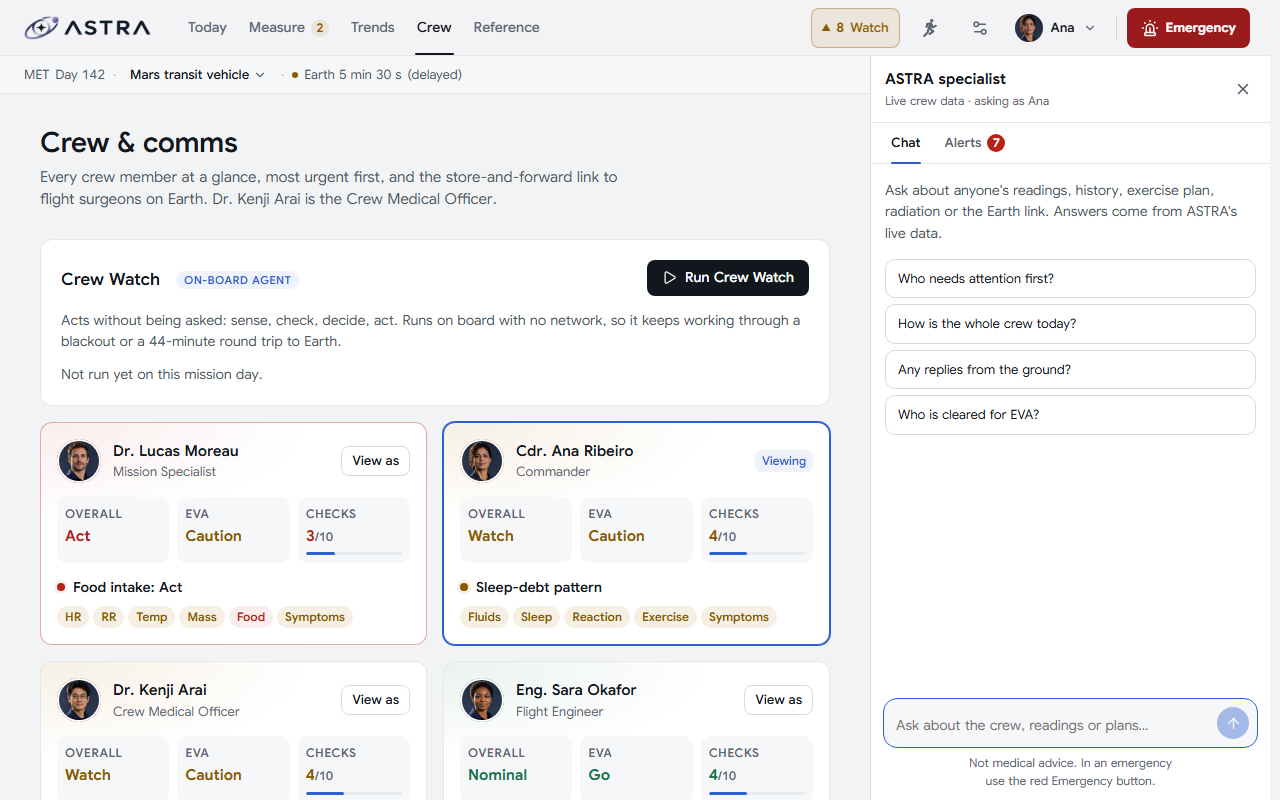 ASTRA
Today
Measure 2
Trends
Crew
Reference
8 Watch
Ana
Emergency
MET Day 142 · Mars transit vehicle · Earth 5 min 30 s (delayed)
Crew & comms
Every crew member at a glance, most urgent first, and the store-and-forward link to
flight surgeons on Earth. Dr. Kenji Arai is the Crew Medical Officer.
Crew Watch
ON-BOARD AGENT
Run Crew Watch
Acts without being asked: sense, check, decide, act. Runs on board with no network, so it keeps working through a
blackout or a 44-minute round trip to Earth.
Not run yet on this mission day.
Dr. Lucas Moreau
Mission Specialist
View as
OVERALL
Act
EVA
Caution
CHECKS
3/10
Food intake: Act
HR
RR
Temp
Mass
Food
Symptoms
Cdr. Ana Ribeiro
Commander
Viewing
OVERALL
Watch
EVA
Caution
CHECKS
4/10
Sleep-debt pattern
Fluids
Sleep
Reaction
Exercise
Symptoms
Dr. Kenji Arai
Crew Medical Officer
View as
OVERALL
Watch
EVA
Caution
CHECKS
4/10
Eng. Sara Okafor
Flight Engineer
View as
OVERALL
Nominal
EVA
Go
CHECKS
4/10
ASTRA specialist
Live crew data · asking as Ana
Chat
Alerts 7
Ask about anyone's readings, history, exercise plan,
radiation or the Earth link. Answers come from ASTRA's
live data.
Who needs attention first?
How is the whole crew today?
Any replies from the ground?
Who is cleared for EVA?
Ask about the crew, readings or plans...
Not medical advice. In an emergency
use the red Emergency button.